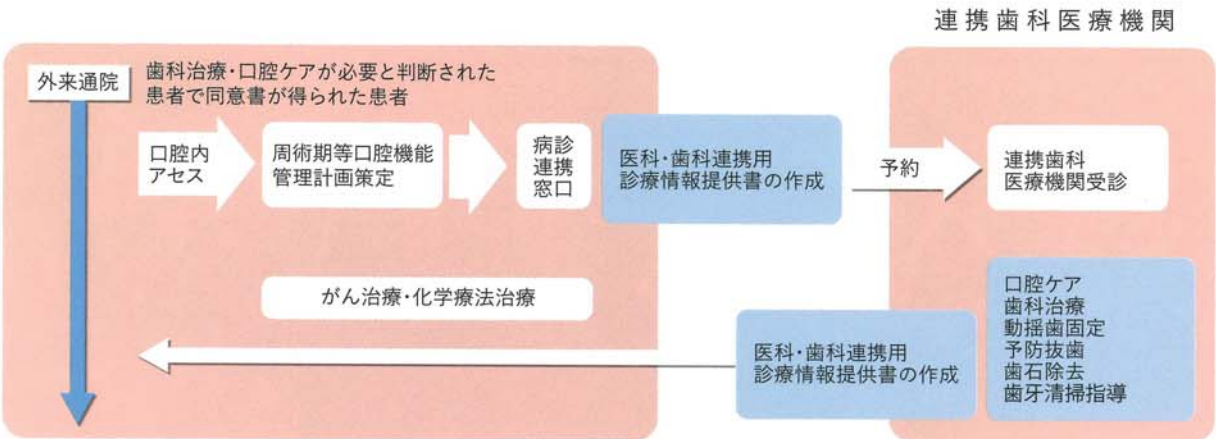 連携歯科医療機関
外来通院
歯科治療・口腔ケアが必要と判断された
患者で同意書が得られた患者
口腔内
アセス
周術期等口腔機能
管理計画策定
病診
連携
窓口
医科・歯科連携用
診療情報提供書の作成
予約
連携歯科
医療機関受診
がん治療・化学療法治療
口腔ケア
歯科治療
動揺歯固定
予防抜歯
歯石除去
歯牙清掃指導
医科・歯科連携用
診療情報提供書の作成